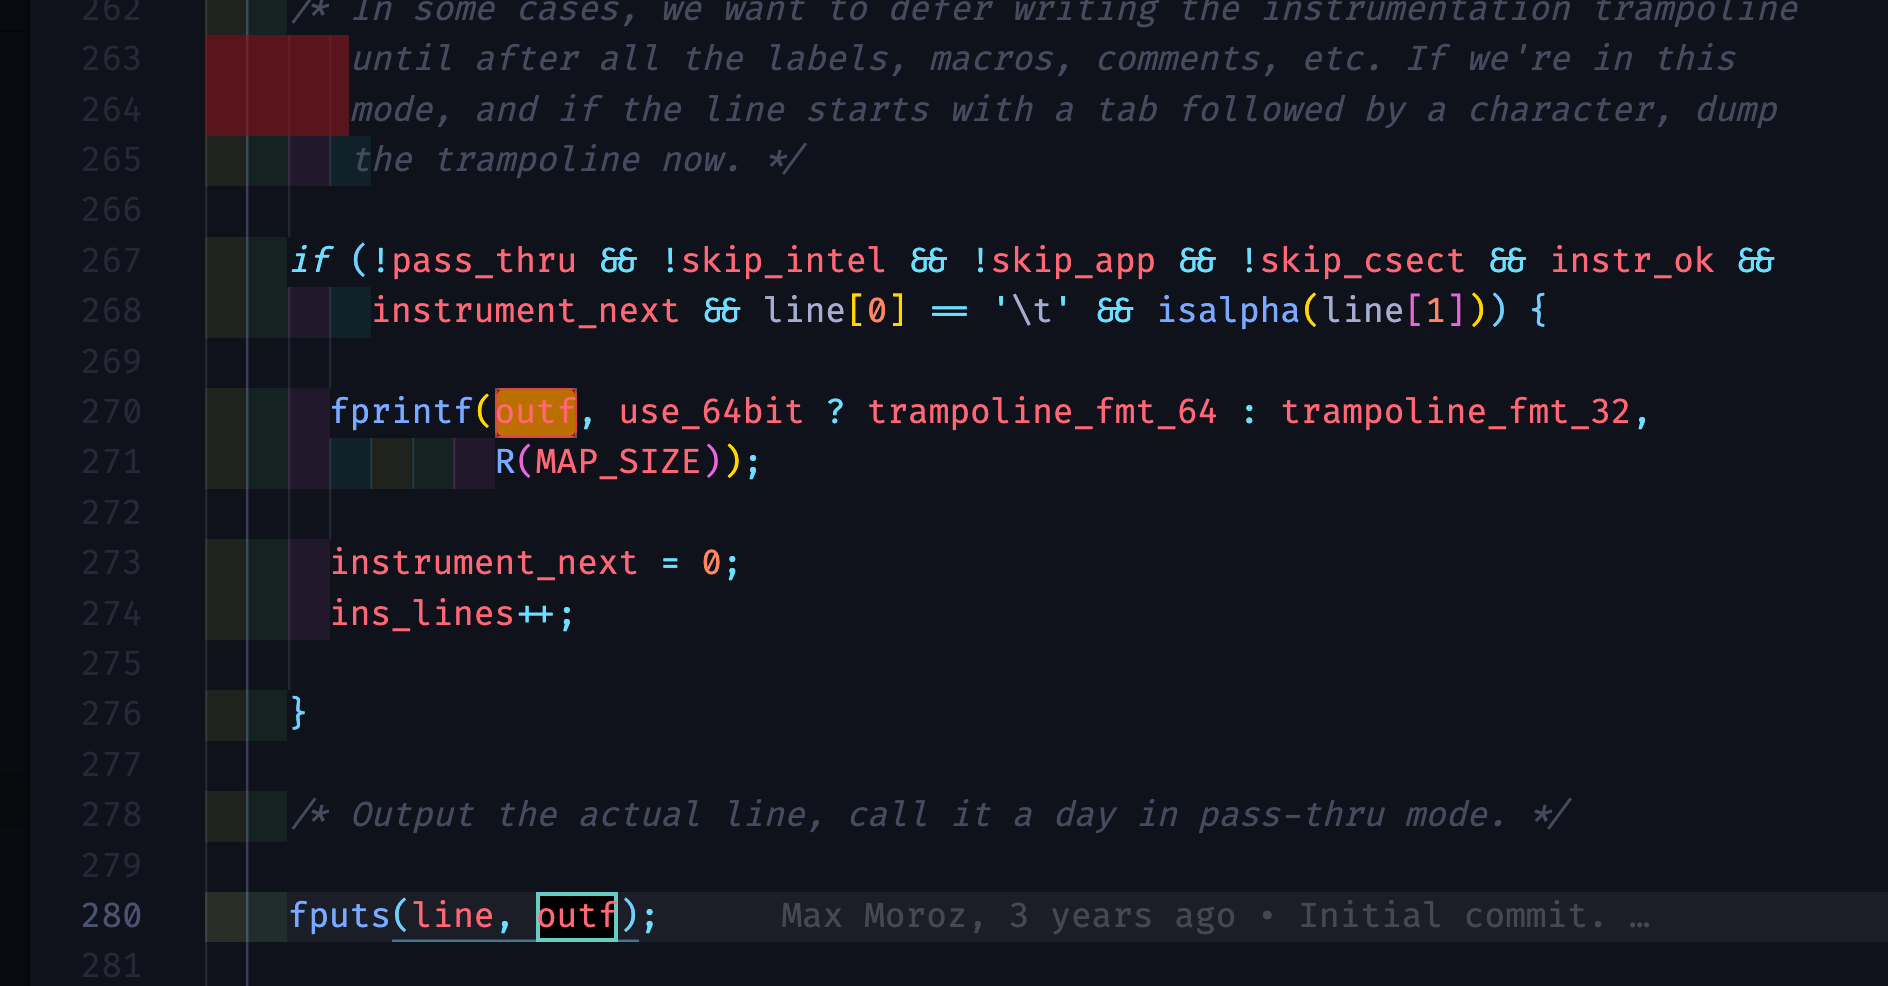 262 /* In some cases, we want to defer writing the instrumentation trampoline
263 until after all the labels, macros, comments, etc. If we're in this
264 mode, and if the line starts with a tab followed by a character, dump
265 the trampoline now. */
266
267 if (!pass_thru && !skip_intel && !skip_app && !skip_csect && instr_ok &&
268 instrument_next && line[0] == '\t' && isalpha(line[1])) {
269
270 fprintf(outf, use_64bit ? trampoline_fmt_64 : trampoline_fmt_32,
271 R(MAP_SIZE));
272
273 instrument_next = 0;
274 ins_lines++;
275
276 }
277
278 /* Output the actual line, call it a day in pass-thru mode. */
279
280 fputs(line, outf); Max Moroz, 3 years ago • Initial commit. …
281